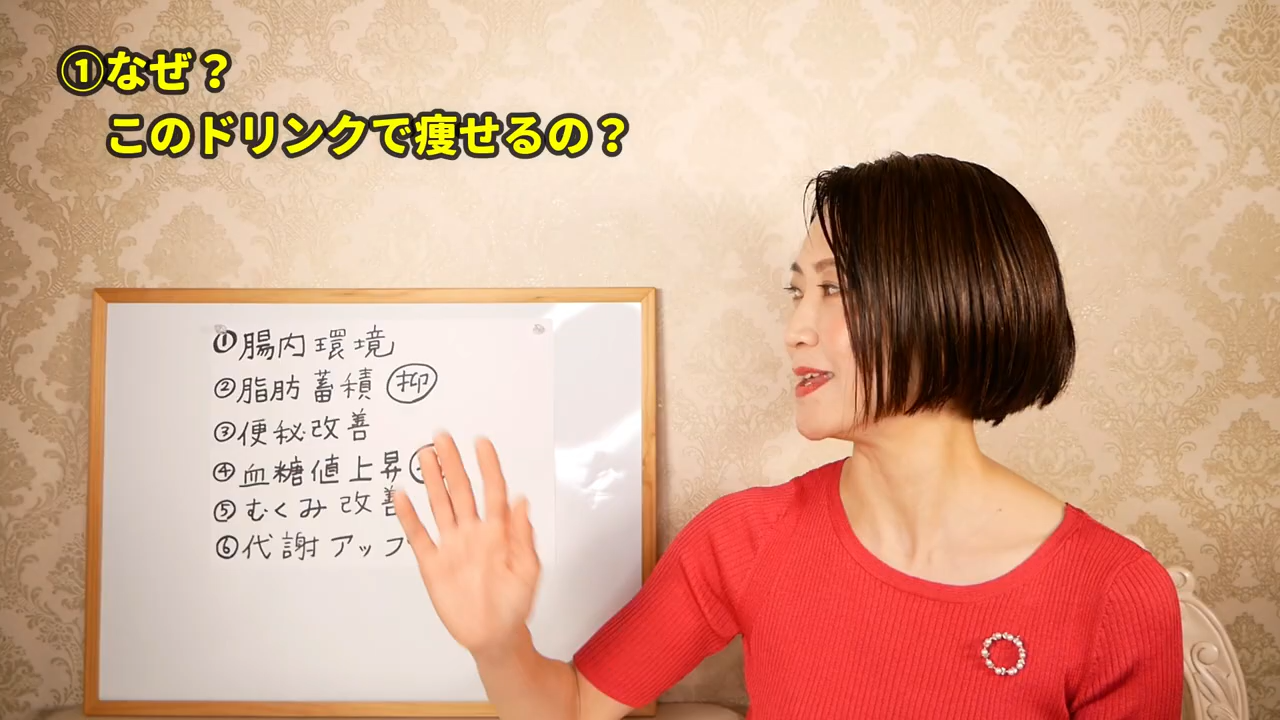 ①なぜ？
このドリンクで痩せるの？
①腸内環境
②脂肪蓄積 抑
③便秘改善
④血糖値上昇
⑤むくみ改善
⑥代謝アップ